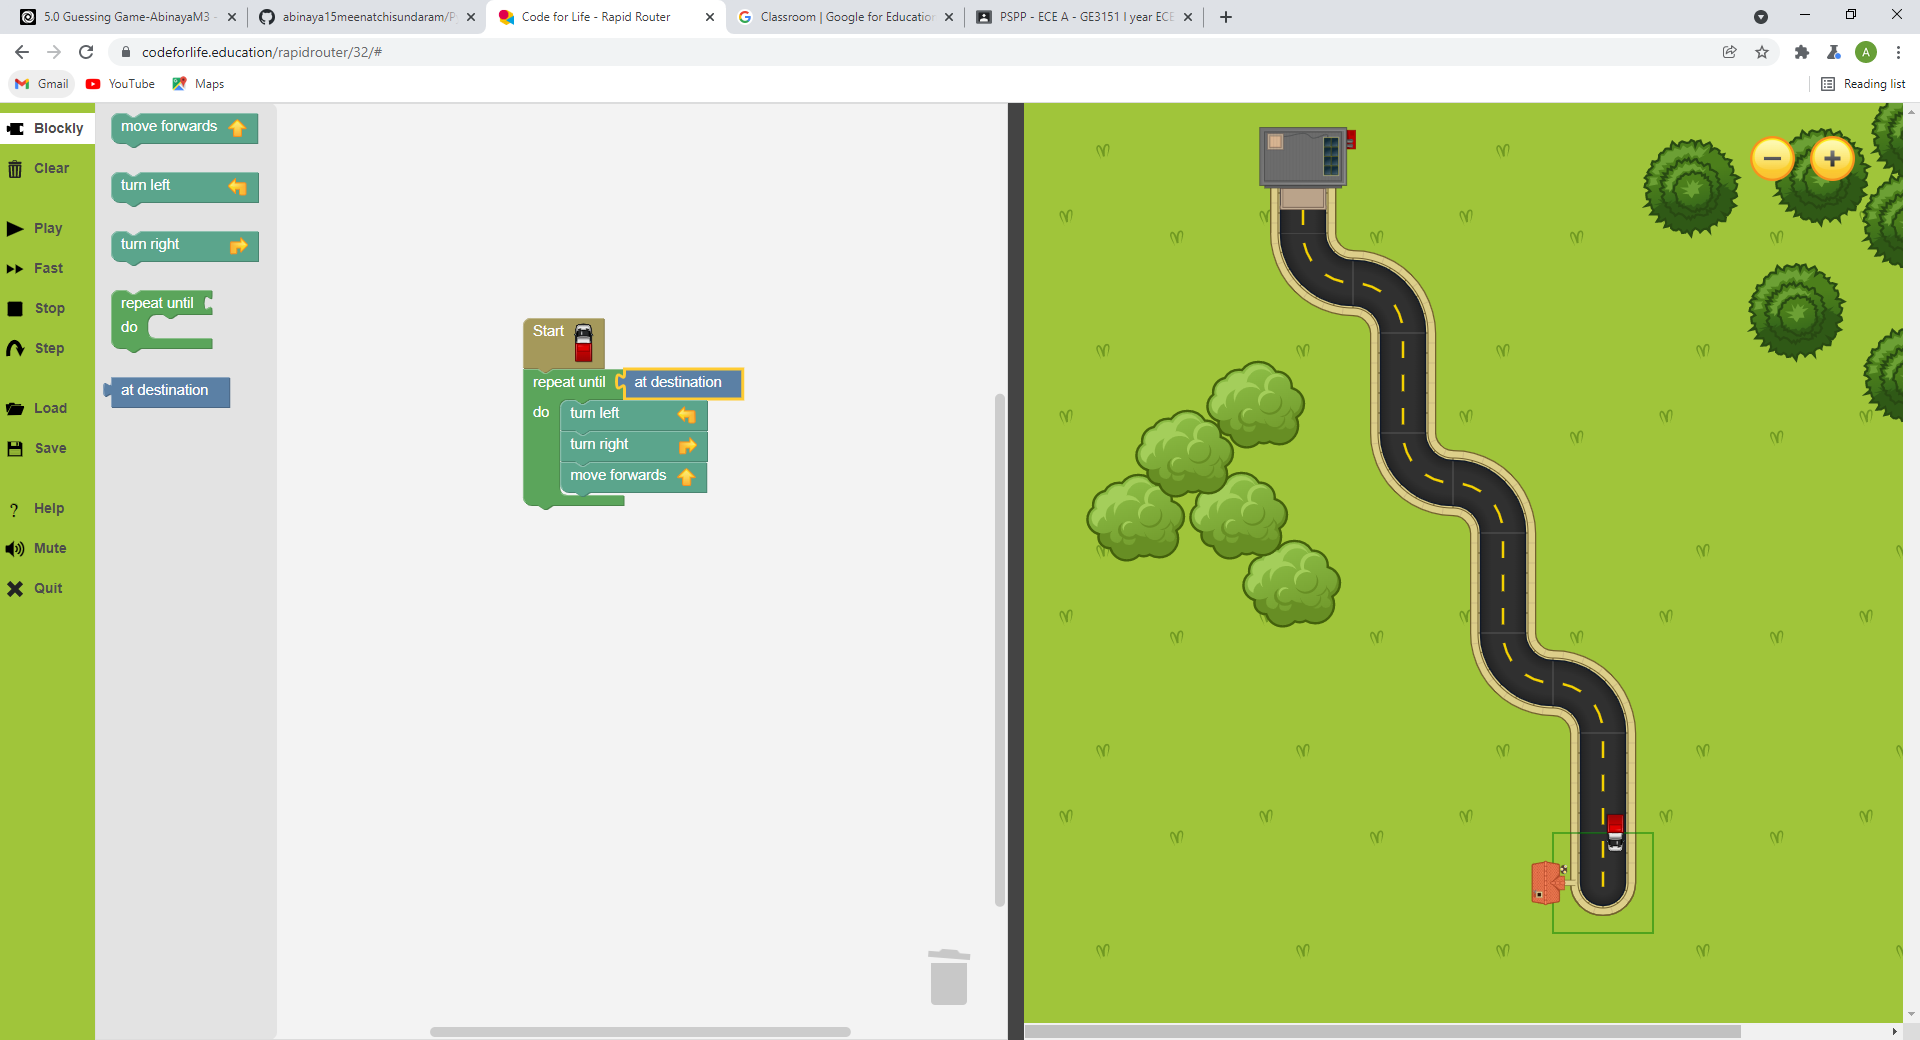 5.0 Guessing Game-AbinayaM3 -
abinaya15meenatchisundaram/P
Code for Life - Rapid Router
Classroom | Google for Education
PSPP - ECE A - GE3151 I year ECE
codeforlife.education/rapidrouter/32/#
A
Gmail
YouTube
Maps
Reading list
Blockly
Clear
Play
Fast
Stop
Step
Load
Save
Help
Mute
Quit
move forwards
turn left
turn right
repeat until
do
at destination
Start
repeat until at destination
do turn left
turn right
move forwards